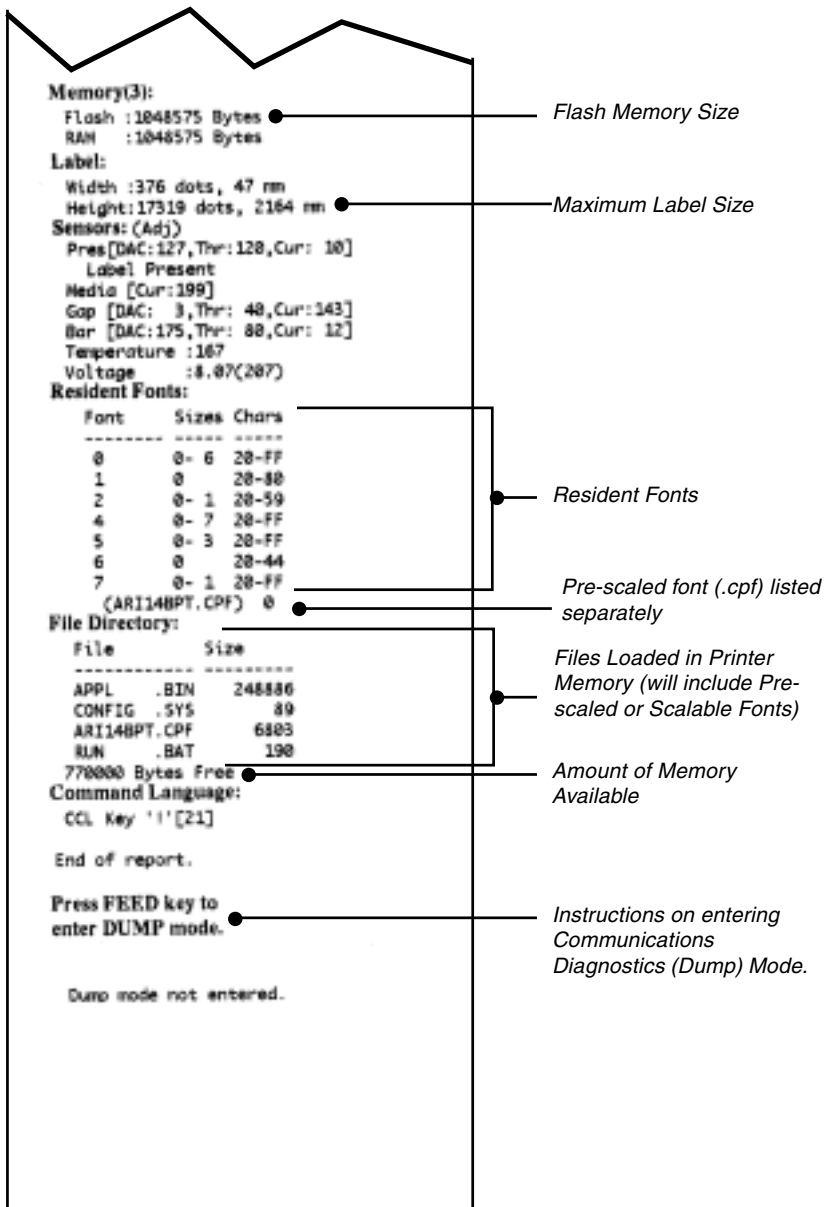 Memory(3):
Flash :1048575 Bytes
RAM :1048575 Bytes
Label:
Width :376 dots, 47 mm
Height:17319 dots, 2164 mm
Sensors: (Adj)
Pres[DAC:127,Thr:120,Cur: 10]
Label Present
Media [Cur:199]
Gap [DAC: 3,Thr: 40,Cur:143]
Bar [DAC:175,Thr: 80,Cur: 12]
Temperature :167
Voltage :8.07(207)
Resident Fonts:
Font Sizes Chars
-------- ----- -----
0 0- 6 20-FF
1 0 20-80
2 0- 1 20-59
4 0- 7 20-FF
5 0- 3 20-FF
6 0 20-44
7 0- 1 20-FF
(ARI14BPT.CPF) 0
File Directory:
File Size
------------ ---------
APPL .BIN 248886
CONFIG .SYS 89
ARI14BPT.CPF 6803
RUN .BAT 190
770000 Bytes Free
Command Language:
CCL Key '!'[21]
End of report.
Press FEED key to
enter DUMP mode.
Dump mode not entered.
Flash Memory Size
Maximum Label Size
Resident Fonts
Pre-scaled font (.cpf) listed
separately
Files Loaded in Printer
Memory (will include Pre-
scaled or Scalable Fonts)
Amount of Memory
Available
Instructions on entering
Communications
Diagnostics (Dump) Mode.